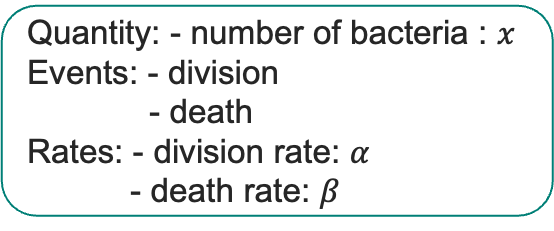 Quantity: - number of bacteria : x
Events: - division
- death
Rates: - division rate: α
- death rate: β